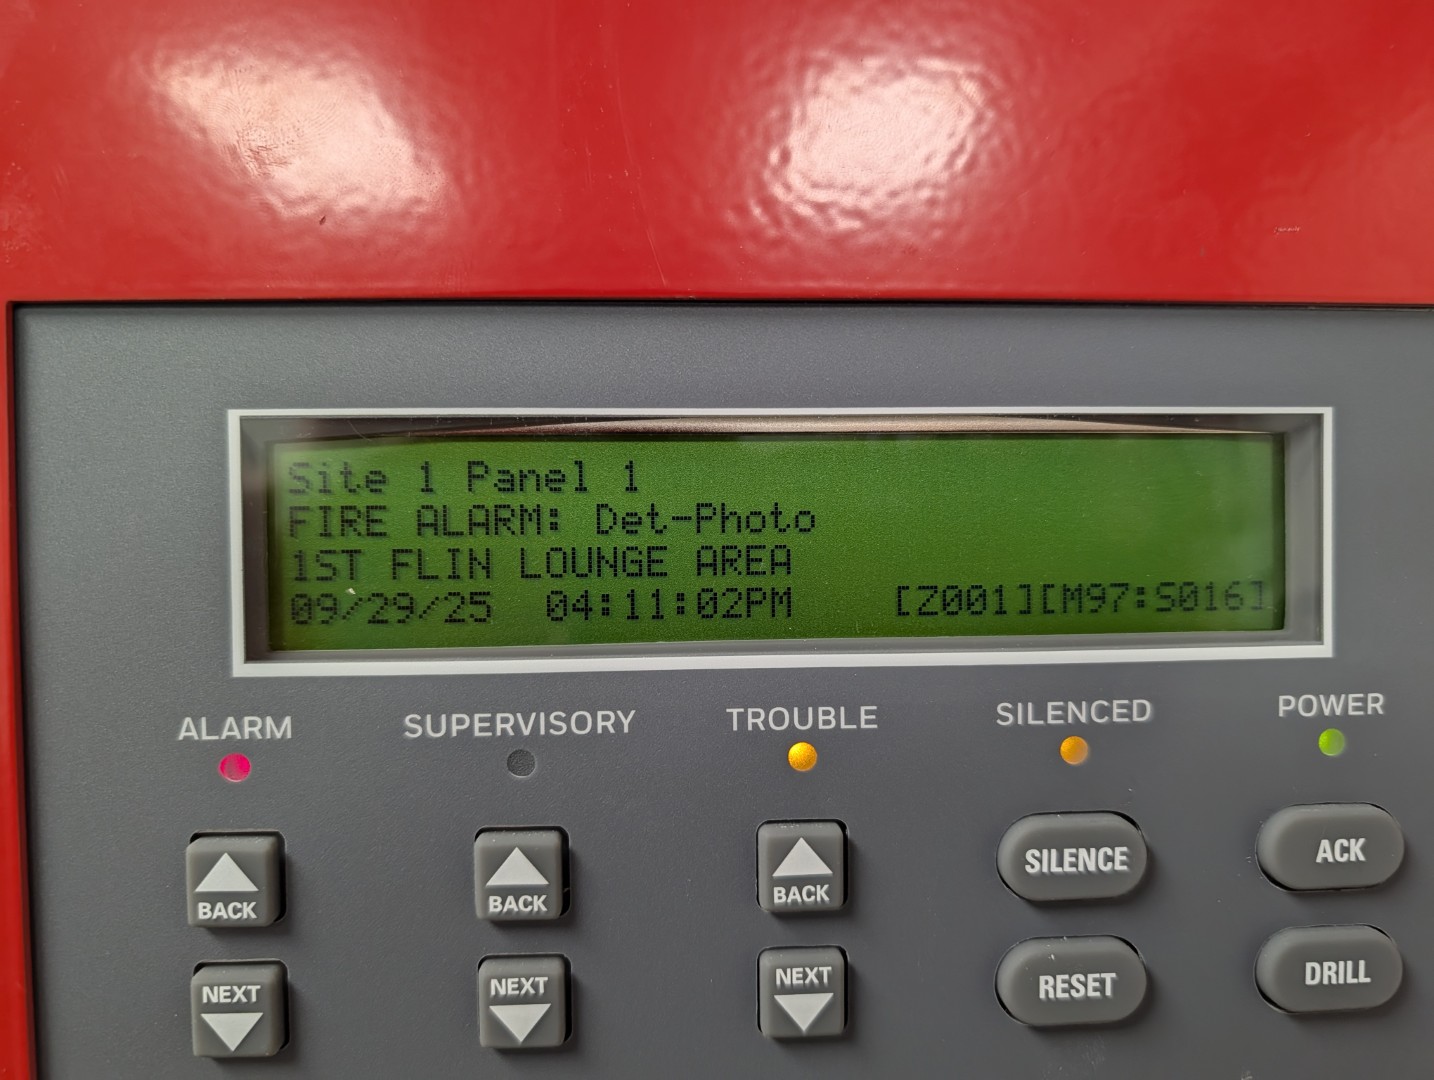 Site 1 Panel 1
FIRE ALARM: Det-Photo
1ST FLIN LOUNGE AREA
09/29/25 04:11:02PM [Z001][M97:S016]
ALARM SUPERVISORY TROUBLE SILENCED POWER
BACK BACK BACK SILENCE ACK
NEXT NEXT NEXT RESET DRILL